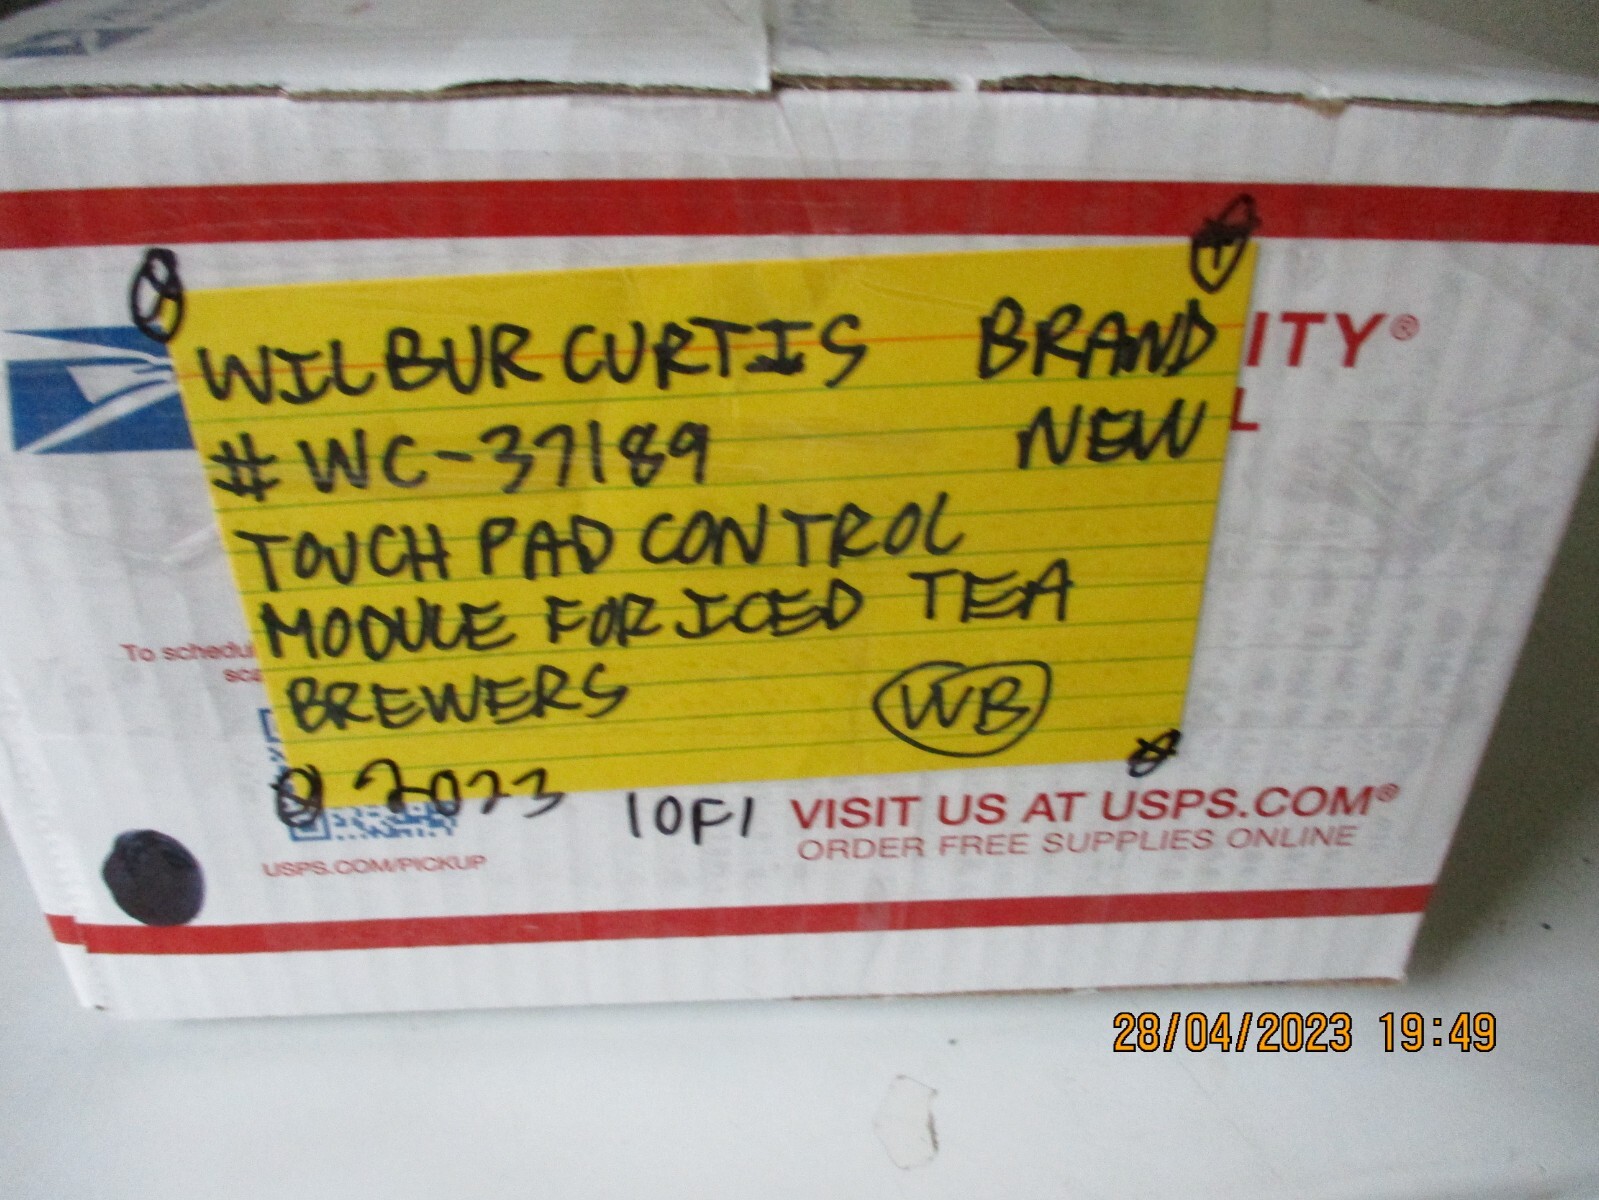 WILBUR CURTIS BRAND
# WC-37189 NEW
TOUCH PAD CONTROL
MODULE FOR ICED TEA
BREWERS WB
2023 1 OF 1
ITY®
L
To schedu
USPS.COM/PICKUP
VISIT US AT USPS.COM®
ORDER FREE SUPPLIES ONLINE
28/04/2023 19:49